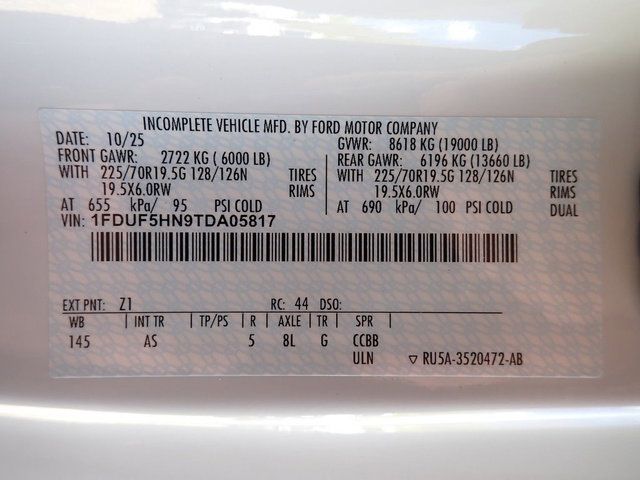 INCOMPLETE VEHICLE MFD. BY FORD MOTOR COMPANY
DATE: 10/25 GVWR: 8618 KG (19000 LB)
FRONT GAWR: 2722 KG ( 6000 LB) REAR GAWR: 6196 KG (13660 LB)
WITH 225/70R19.5G 128/126N TIRES WITH 225/70R19.5G 128/126N TIRES
19.5X6.0RW RIMS 19.5X6.0RW RIMS
AT 655 kPa/ 95 PSI COLD AT 690 kPa/ 100 PSI COLD DUAL
VIN: 1FDUF5HN9TDA05817
EXT PNT: Z1 RC: 44 DSO:
WB | INT TR | TP/PS | R | AXLE | TR | SPR |
145 AS 5 8L G CCBB
ULN ▽ RU5A-3520472-AB